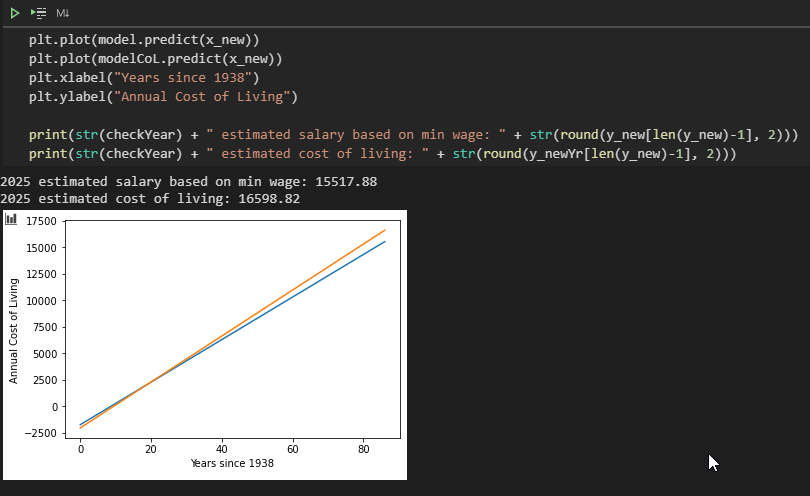 M↓
plt.plot(model.predict(x_new))
plt.plot(modelCoL.predict(x_new))
plt.xlabel("Years since 1938")
plt.ylabel("Annual Cost of Living")
print(str(checkYear) + " estimated salary based on min wage: " + str(round(y_new[len(y_new)-1], 2)))
print(str(checkYear) + " estimated cost of living: " + str(round(y_newYr[len(y_new)-1], 2)))
2025 estimated salary based on min wage: 15517.88
2025 estimated cost of living: 16598.82
17500
15000
12500
10000
7500
5000
2500
0
−2500
Annual Cost of Living
0 20 40 60 80
Years since 1938